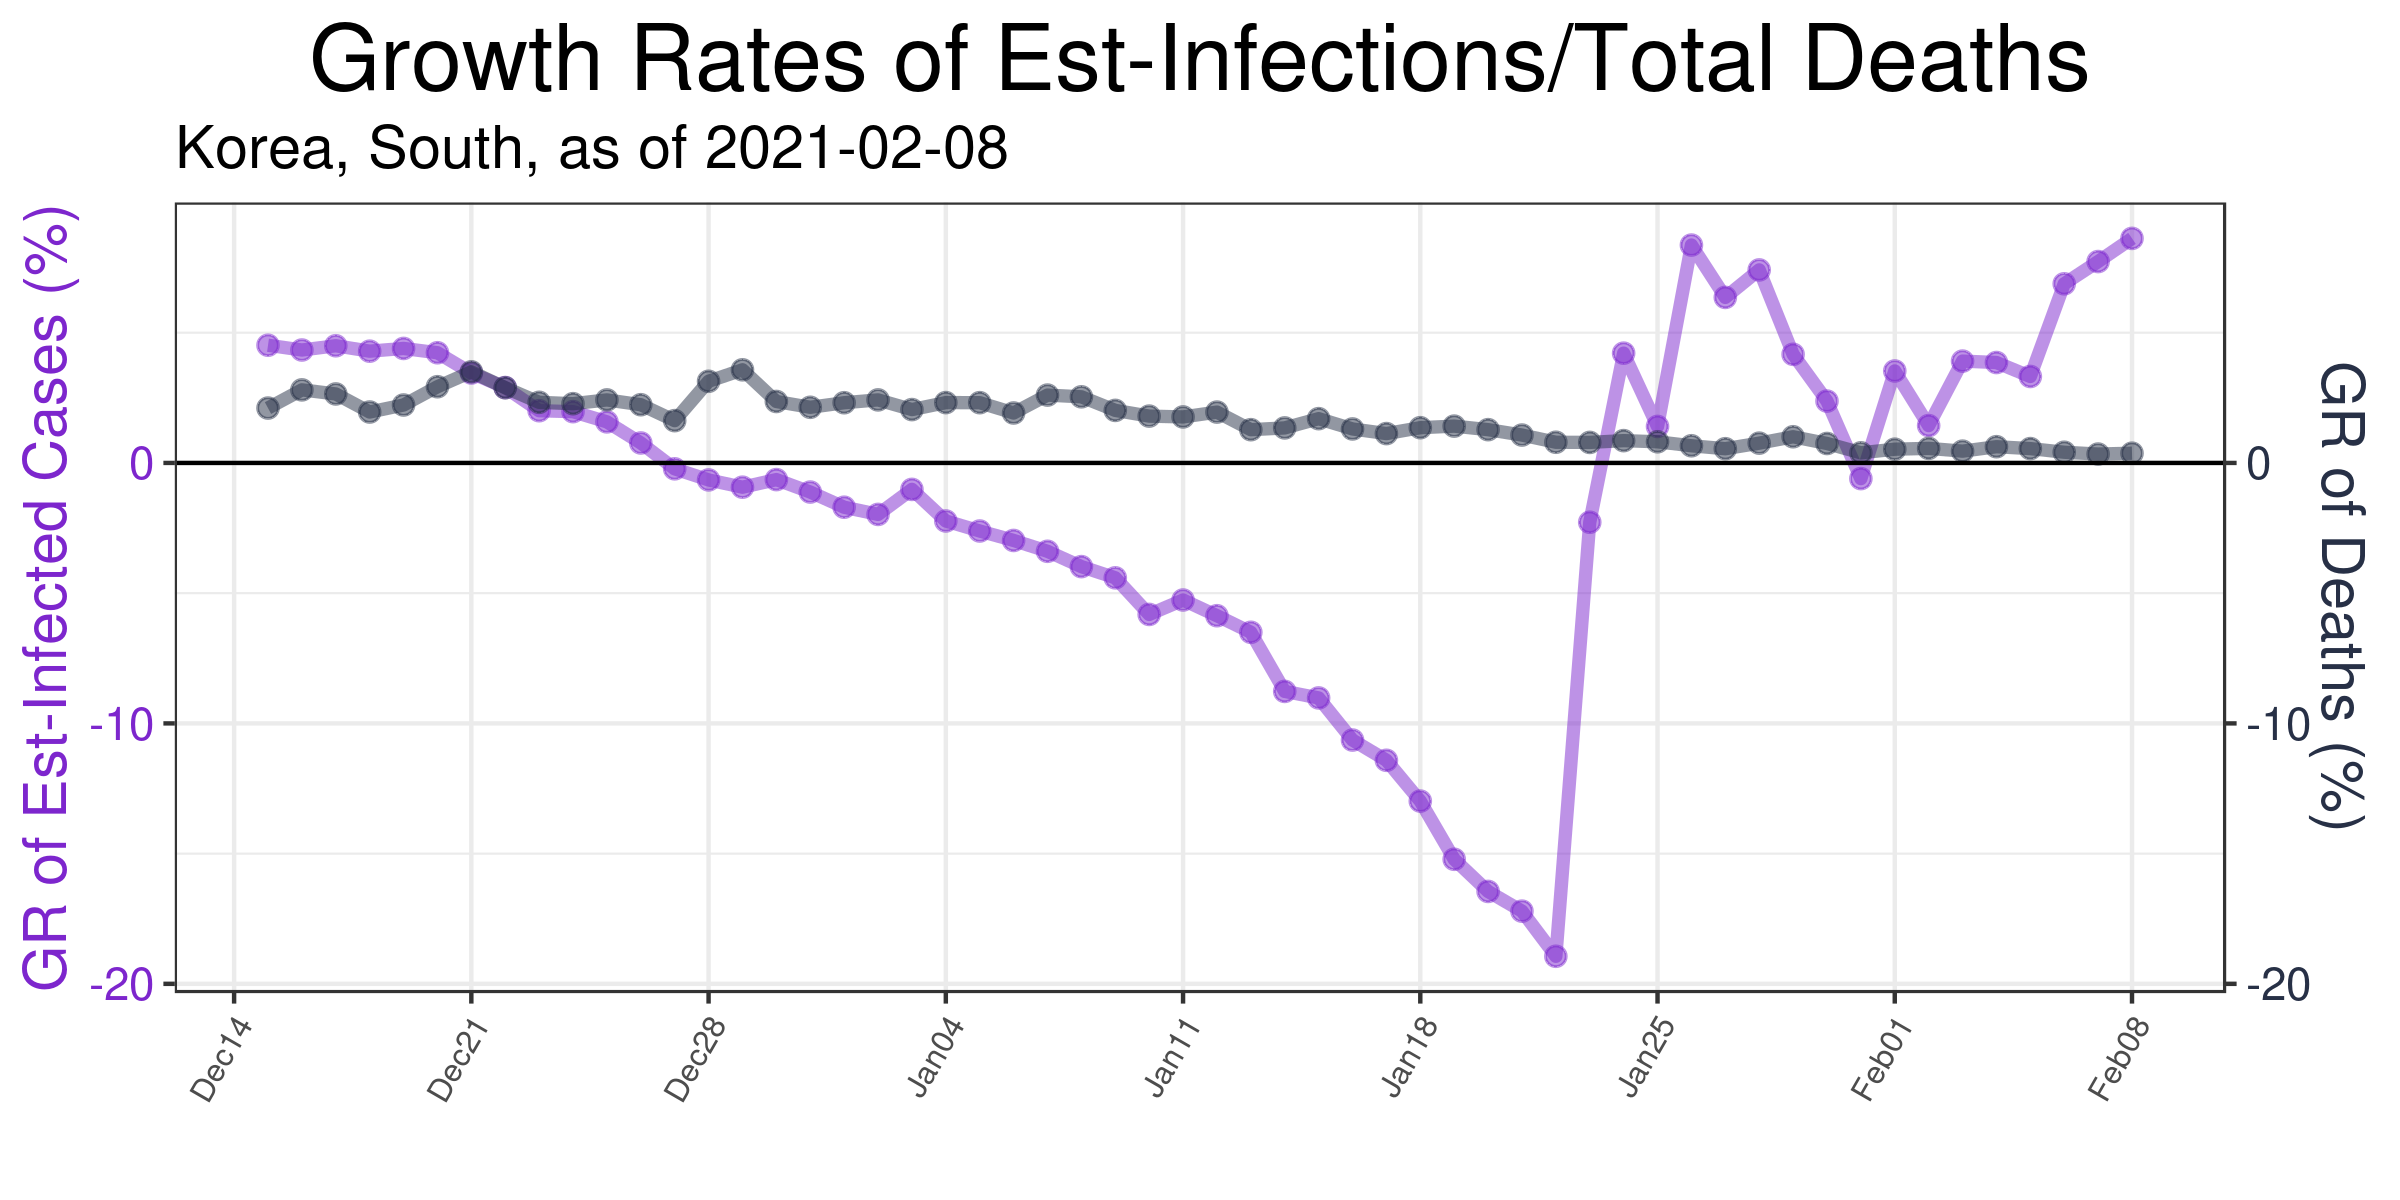 Growth Rates of Est-Infections/Total Deaths
Korea, South, as of 2021-02-08
GR of Est-Infected Cases (%)
0
-10
-20
0
-10
-20
GR of Deaths (%)
Dec14
Dec21
Dec28
Jan04
Jan11
Jan18
Jan25
Feb01
Feb08